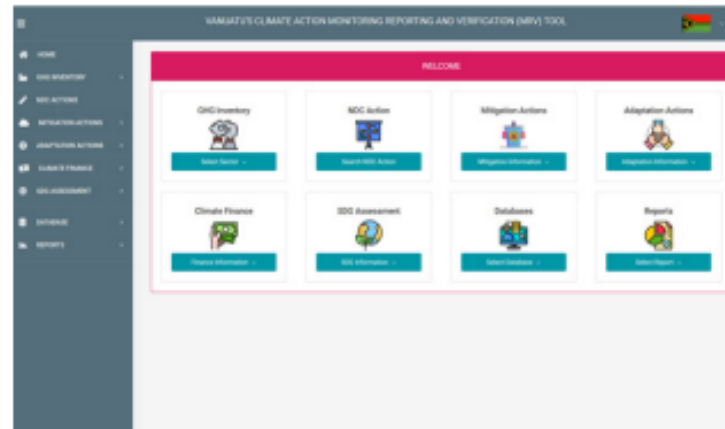 VANUATU'S CLIMATE ACTION MONITORING REPORTING AND VERIFICATION (MRV) TOOL
HOME
GHG INVENTORY
NDC ACTIONS
MITIGATION ACTIONS
ADAPTATION ACTIONS
CLIMATE FINANCE
SDG ASSESSMENT
DATABASE
REPORTS
WELCOME
GHG Inventory
Select Sector
NDC Action
Search NDC Action
Mitigation Actions
Mitigation Information
Adaptation Actions
Adaptation Information
Climate Finance
Finance Information
SDG Assessment
SDG Information
Databases
Select Database
Reports
Select Report